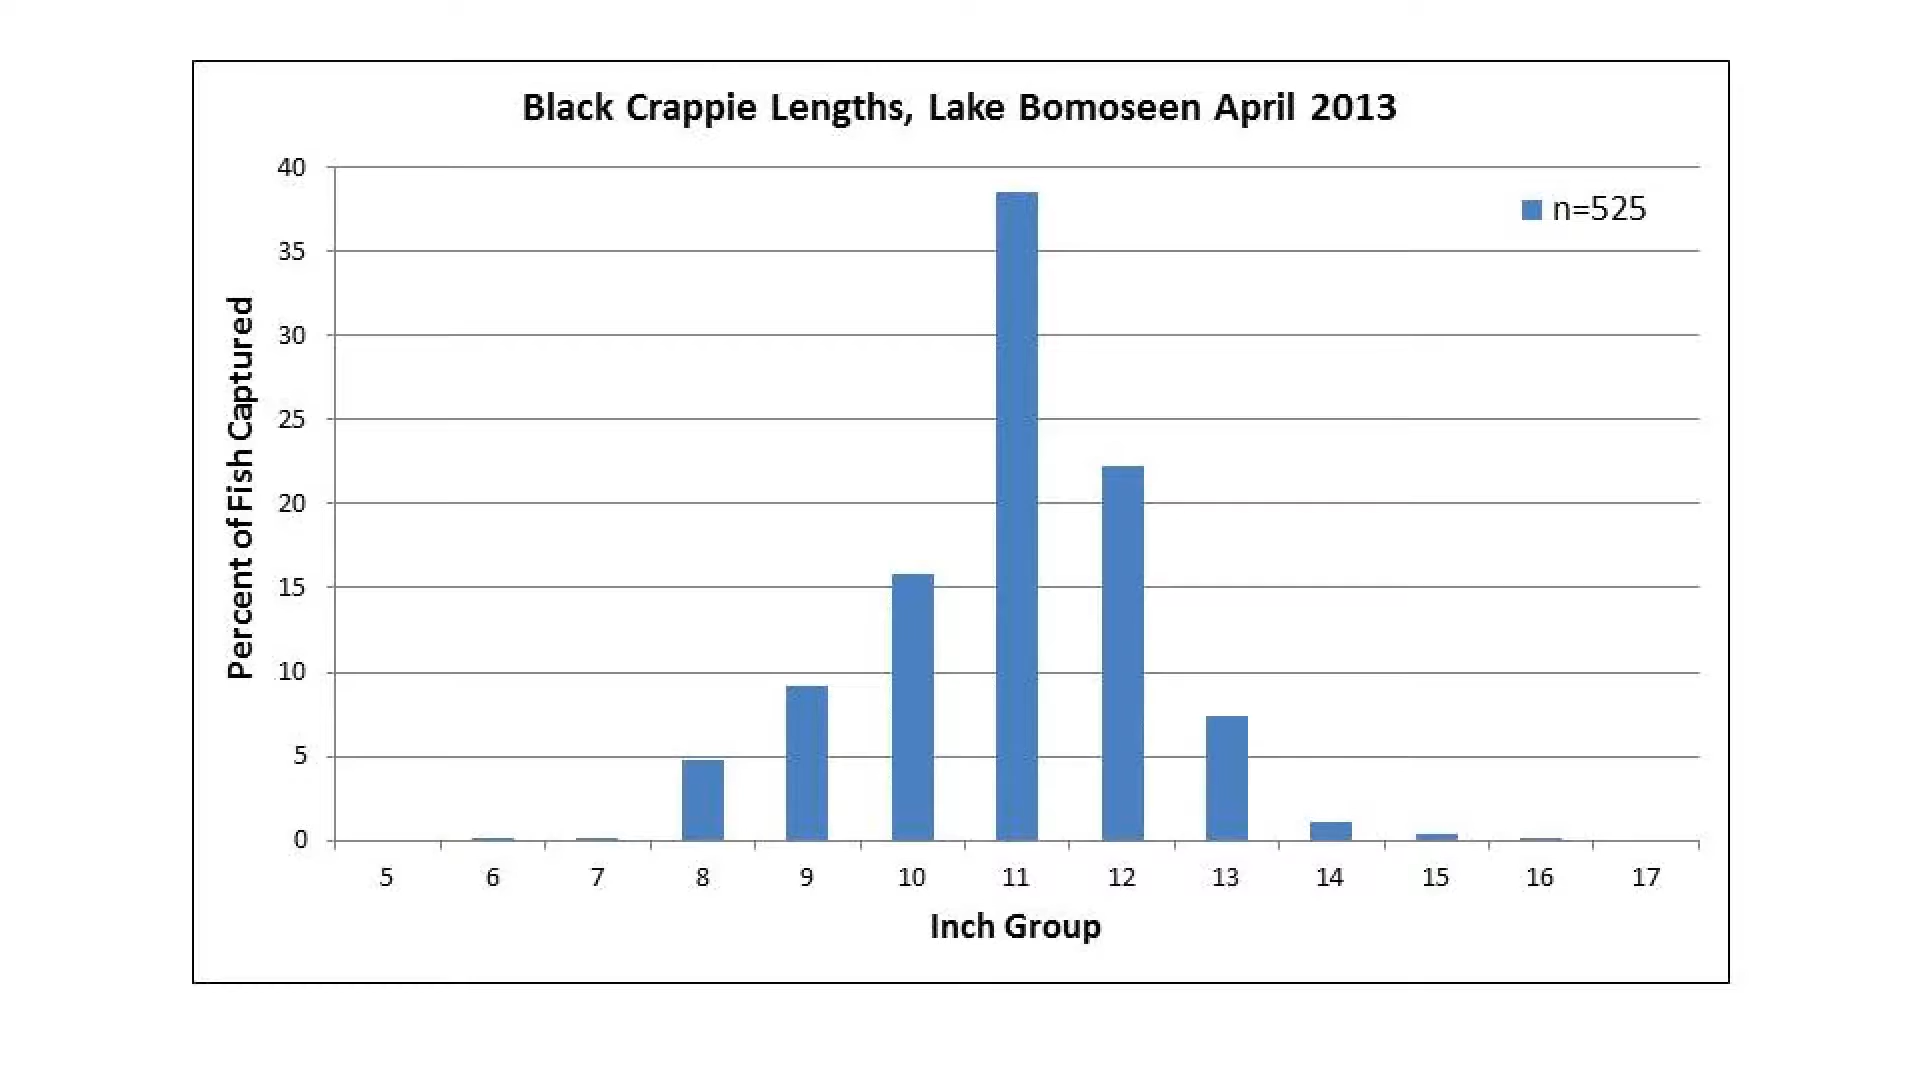 Black Crappie Lengths, Lake Bomoseen April 2013
n=525
Percent of Fish Captured
40
35
30
25
20
15
10
5
0
5 6 7 8 9 10 11 12 13 14 15 16 17
Inch Group